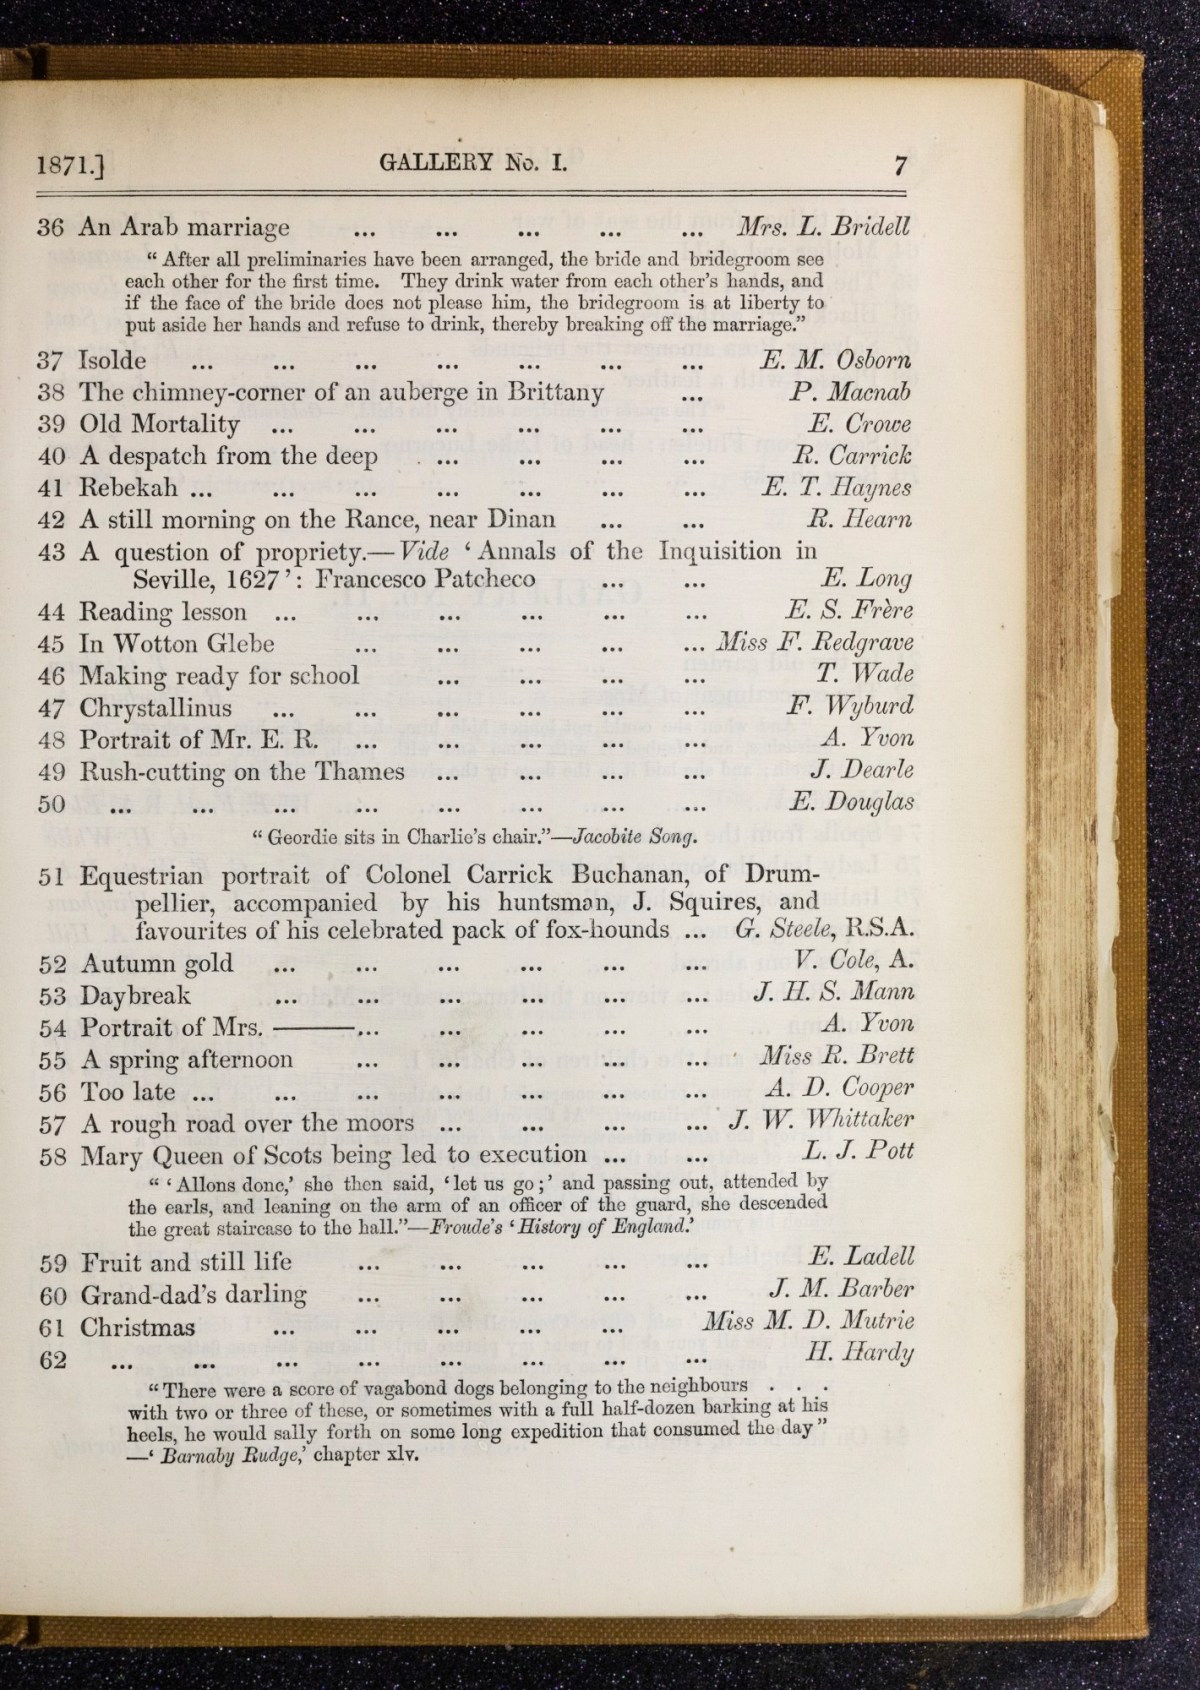 1871.] GALLERY No. I. 7
36 An Arab marriage ... ... ... ... ... Mrs. L. Bridell
“ After all preliminaries have been arranged, the bride and bridegroom see
each other for the first time. They drink water from each other’s hands, and
if the face of the bride does not please him, the bridegroom is at liberty to
put aside her hands and refuse to drink, thereby breaking off the marriage.”
37 Isolde ... ... ... ... ... ... ... E. M. Osborn
38 The chimney-corner of an auberge in Brittany ... P. Macnab
39 Old Mortality ... ... ... ... ... ... E. Crowe
40 A despatch from the deep ... ... ... ... R. Carrick
41 Rebekah ... ... ... ... ... ... ... E. T. Haynes
42 A still morning on the Rance, near Dinan ... ... R. Hearn
43 A question of propriety.—Vide ‘ Annals of the Inquisition in
Seville, 1627 ’ : Francesco Patcheco ... ... E. Long
44 Reading lesson ... ... ... ... ... ... E. S. Frère
45 In Wotton Glebe ... ... ... ... ... Miss F. Redgrave
46 Making ready for school ... ... ... ... T. Wade
47 Chrystallinus ... ... ... ... ... ... F. Wyburd
48 Portrait of Mr. E. R. ... ... ... ... ... A. Yvon
49 Rush-cutting on the Thames ... ... ... ... J. Dearle
50 ... ... ... ... ... ... ... ... E. Douglas
“ Geordie sits in Charlie’s chair.”—Jacobite Song.
51 Equestrian portrait of Colonel Carrick Buchanan, of Drum-
pellier, accompanied by his huntsman, J. Squires, and
favourites of his celebrated pack of fox-hounds ... G. Steele, R.S.A.
52 Autumn gold ... ... ... ... ... ... V. Cole, A.
53 Daybreak ... ... ... ... ... ... J. H. S. Mann
54 Portrait of Mrs. ———... ... ... ... ... A. Yvon
55 A spring afternoon ... ... ... ... ... Miss R. Brett
56 Too late ... ... ... ... ... ... ... A. D. Cooper
57 A rough road over the moors ... ... ... ... J. W. Whittaker
58 Mary Queen of Scots being led to execution ... ... L. J. Pott
“ ‘ Allons donc,’ she then said, ‘ let us go ; ’ and passing out, attended by
the earls, and leaning on the arm of an officer of the guard, she descended
the great staircase to the hall.”—Froude’s ‘ History of England.’
59 Fruit and still life ... ... ... ... ... E. Ladell
60 Grand-dad’s darling ... ... ... ... ... J. M. Barber
61 Christmas ... ... ... ... ... Miss M. D. Mutrie
62 ... ... ... ... ... ... ... ... H. Hardy
“ There were a score of vagabond dogs belonging to the neighbours . . .
with two or three of these, or sometimes with a full half-dozen barking at his
heels, he would sally forth on some long expedition that consumed the day ”
—‘ Barnaby Rudge,’ chapter xlv.